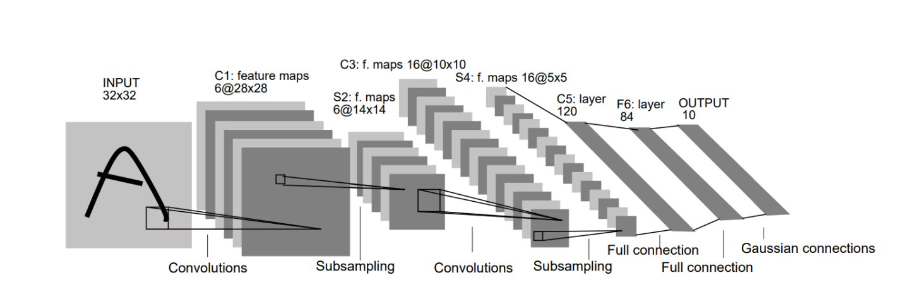 INPUT
32x32
C1: feature maps
6@28x28
C3: f. maps 16@10x10
S2: f. maps
6@14x14
S4: f. maps 16@5x5
C5: layer
120
F6: layer
84
OUTPUT
10
A
Convolutions
Subsampling
Convolutions
Subsampling
Full connection
Full connection
Gaussian connections